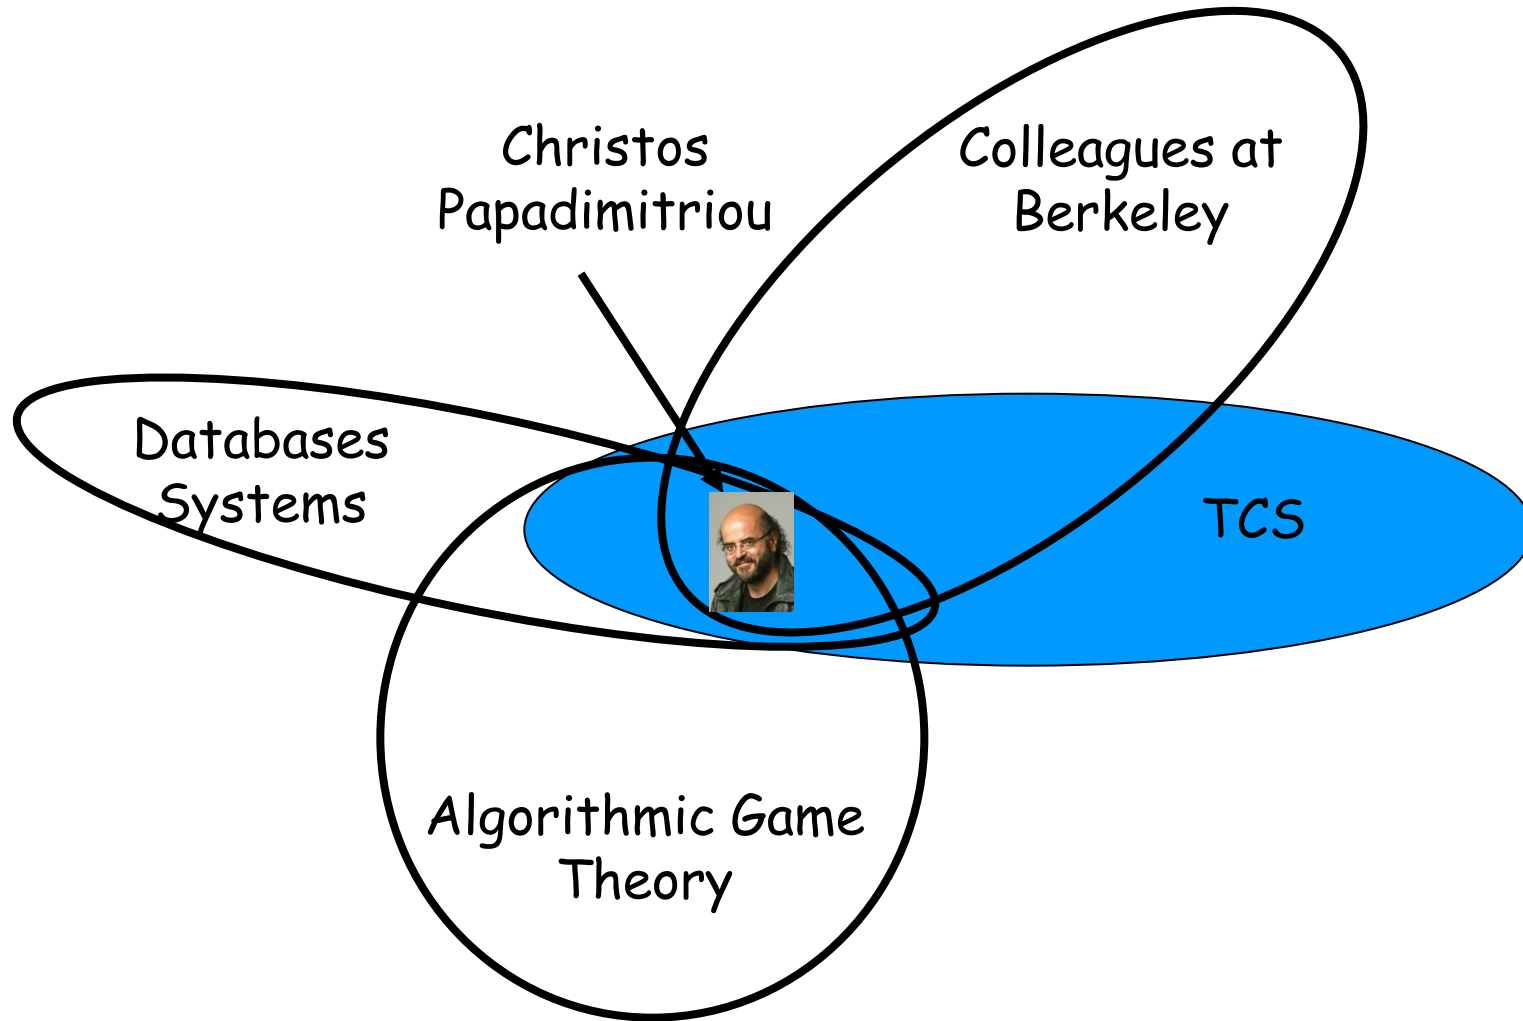 Christos
Papadimitriou
Colleagues at
Berkeley
Databases
Systems
TCS
Algorithmic Game
Theory